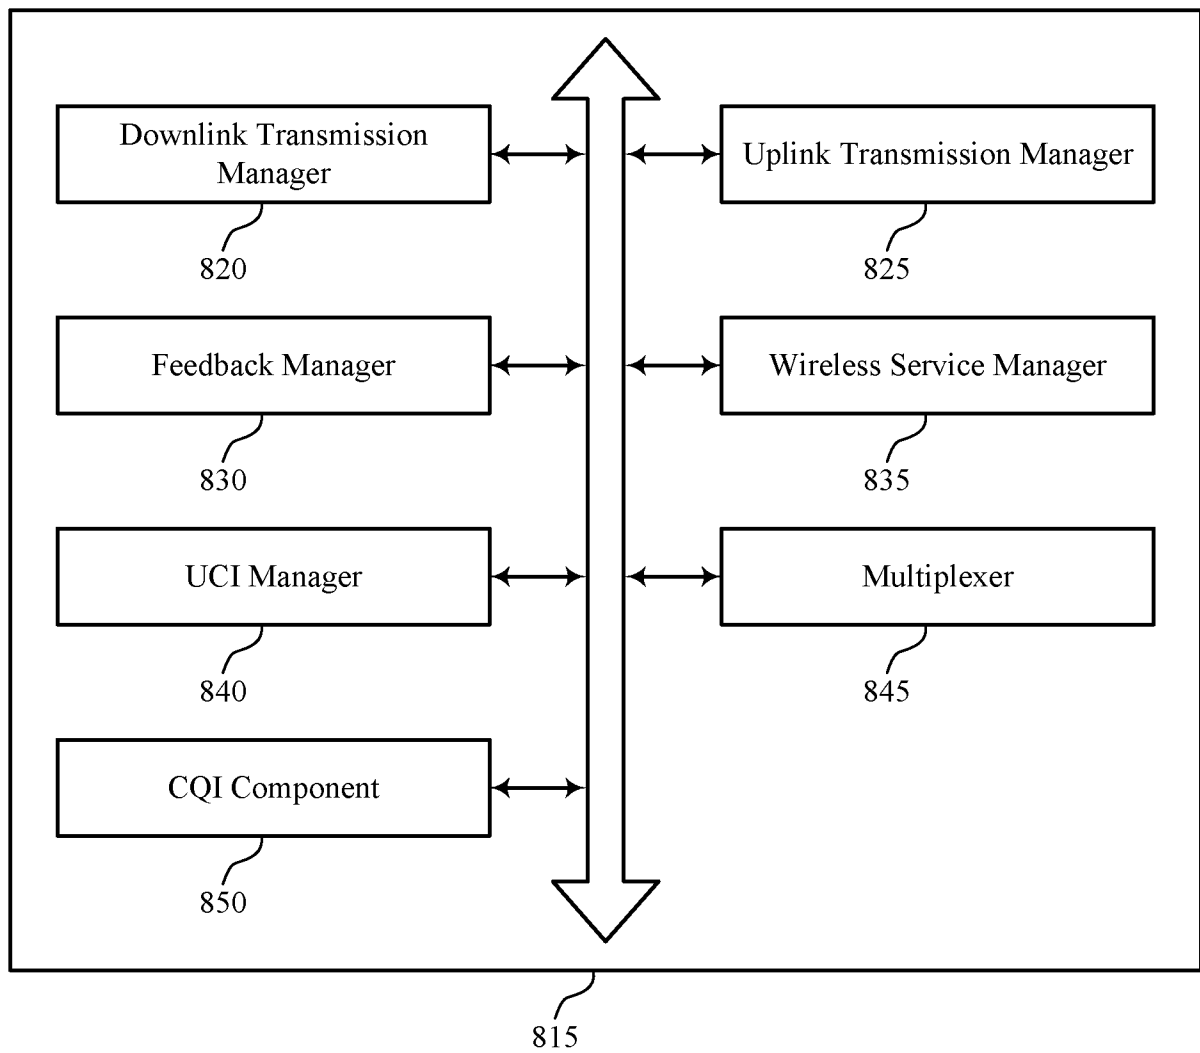 Downlink Transmission
Manager
820
Uplink Transmission Manager
825
Feedback Manager
830
Wireless Service Manager
835
UCI Manager
840
Multiplexer
845
CQI Component
850
815